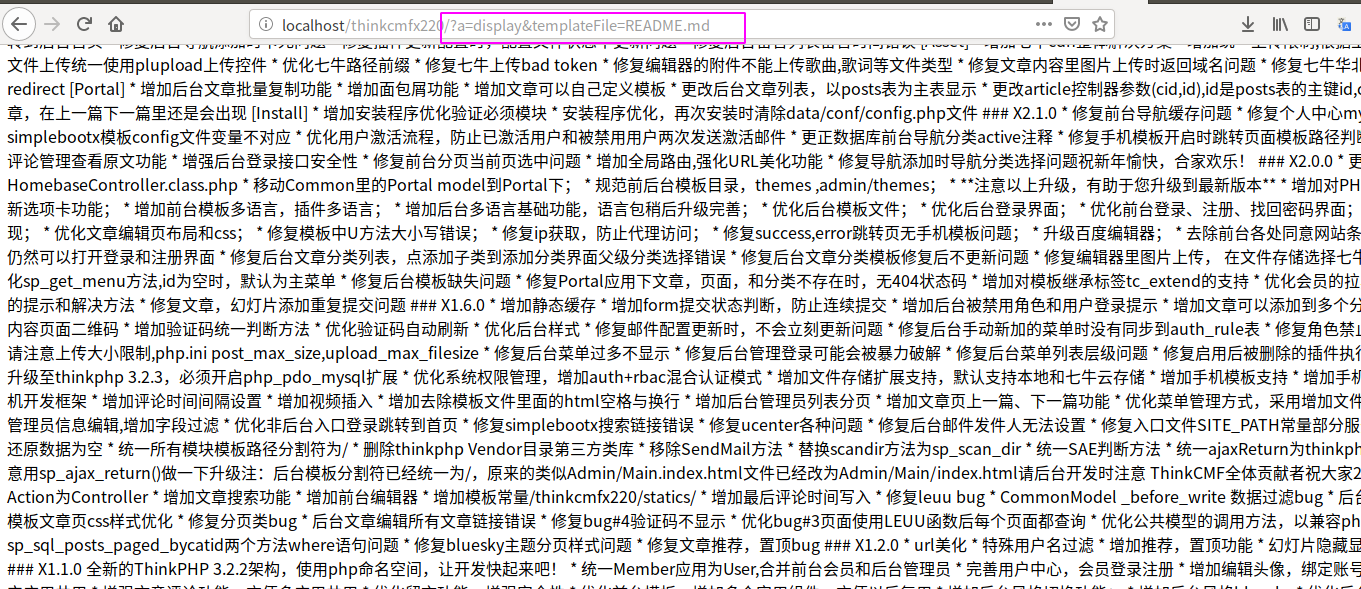 localhost/thinkcmfx220/?a=display&templateFile=README.md
文件上传统一使用plupload上传控件 * 优化七牛路径前缀 * 修复七牛上传bad token * 修复编辑器的附件不能上传歌曲,歌词等文件类型 * 修复文章内容里图片上传时返回域名问题 * 修复七牛华北
redirect [Portal] * 增加后台文章批量复制功能 * 增加面包屑功能 * 增加文章可以自己定义模板 * 更改后台文章列表，以posts表为主表显示 * 更改article控制器参数(cid,id),id是posts表的主键id,c
章，在上一篇下一篇里还是会出现 [Install] * 增加安装程序优化验证必须模块 * 安装程序优化，再次安装时清除data/conf/config.php文件 ### X2.1.0 * 修复前台导航缓存问题 * 修复个人中心my
simplebootx模板config文件变量不对应 * 优化用户激活流程，防止已激活用户和被禁用用户两次发送激活邮件 * 更正数据库前台导航分类active注释 * 修复手机模板开启时跳转页面模板路径判断
评论管理查看原文功能 * 增强后台登录接口安全性 * 修复前台分页当前页选中问题 * 增加全局路由,强化URL美化功能 * 修复导航添加时导航分类选择问题祝新年愉快，合家欢乐！ ### X2.0.0 * 更
HomebaseController.class.php * 移动Common里的Portal model到Portal下； * 规范前后台模板目录，themes ,admin/themes； * **注意以上升级，有助于您升级到最新版本** * 增加对PH
新选项卡功能； * 增加前台模板多语言，插件多语言； * 增加后台多语言基础功能，语言包稍后升级完善； * 优化后台模板文件； * 优化后台登录界面； * 优化前台登录、注册、找回密码界面；
现； * 优化文章编辑页布局和css； * 修复模板中U方法大小写错误； * 修复ip获取，防止代理访问； * 修复success,error跳转页无手机模板问题； * 升级百度编辑器； * 去除前台各处同意网站条
仍然可以打开登录和注册界面 * 修复后台文章分类列表，点添加子类到添加分类界面父级分类选择错误 * 修复后台文章分类模板修复后不更新问题 * 修复编辑器里图片上传， 在文件存储选择七牛
化sp_get_menu方法,id为空时，默认为主菜单 * 修复后台模板缺失问题 * 修复Portal应用下文章，页面，和分类不存在时，无404状态码 * 增加对模板继承标签tc_extend的支持 * 优化会员的拉
的提示和解决方法 * 修复文章，幻灯片添加重复提交问题 ### X1.6.0 * 增加静态缓存 * 增加form提交状态判断，防止连续提交 * 增加后台被禁用角色和用户登录提示 * 增加文章可以添加到多个分
内容页面二维码 * 增加验证码统一判断方法 * 优化验证码自动刷新 * 优化后台样式 * 修复邮件配置更新时，不会立刻更新问题 * 修复后台手动新加的菜单时没有同步到auth_rule表 * 修复角色禁止
请注意上传大小限制,php.ini post_max_size,upload_max_filesize * 修复后台菜单过多不显示 * 修复后台管理登录可能会被暴力破解 * 修复后台菜单列表层级问题 * 修复启用后被删除的插件执行
升级至thinkphp 3.2.3，必须开启php_pdo_mysql扩展 * 优化系统权限管理，增加auth+rbac混合认证模式 * 增加文件存储扩展支持，默认支持本地和七牛云存储 * 增加手机模板支持 * 增加手机
机开发框架 * 增加评论时间间隔设置 * 增加视频插入 * 增加去除模板文件里面的html空格与换行 * 增加后台管理员列表分页 * 增加文章页上一篇、下一篇功能 * 优化菜单管理方式，采用增加文件
管理员信息编辑,增加字段过滤 * 优化非后台入口登录跳转到首页 * 修复simplebootx搜索链接错误 * 修复ucenter各种问题 * 修复后台邮件发件人无法设置 * 修复入口文件SITE_PATH常量部分服
还原数据为空 * 统一所有模块模板路径分割符为/ * 删除thinkphp Vendor目录第三方类库 * 移除SendMail方法 * 替换scandir方法为sp_scan_dir * 统一SAE判断方法 * 统一ajaxReturn为thinkph
意用sp_ajax_return()做一下升级注：后台模板分割符已经统一为/，原来的类似Admin/Main.index.html文件已经改为Admin/Main/index.html请后台开发时注意 ThinkCMF全体贡献者祝大家2
Action为Controller * 增加文章搜索功能 * 增加前台编辑器 * 增加模板常量/thinkcmfx220/statics/ * 增加最后评论时间写入 * 修复leuu bug * CommonModel _before_write 数据过滤bug * 后台
模板文章页css样式优化 * 修复分页类bug * 后台文章编辑所有文章链接错误 * 修复bug#4验证码不显示 * 优化bug#3页面使用LEUU函数后每个页面都查询 * 优化公共模型的调用方法，以兼容ph
sp_sql_posts_paged_bycatid两个方法where语句问题 * 修复bluesky主题分页样式问题 * 修复文章推荐，置顶bug ### X1.2.0 * url美化 * 特殊用户名过滤 * 增加推荐，置顶功能 * 幻灯片隐藏显
### X1.1.0 全新的ThinkPHP 3.2.2架构，使用php命名空间，让开发快起来吧！ * 统一Member应用为User,合并前台会员和后台管理员 * 完善用户中心，会员登录注册 * 增加编辑头像，绑定账号